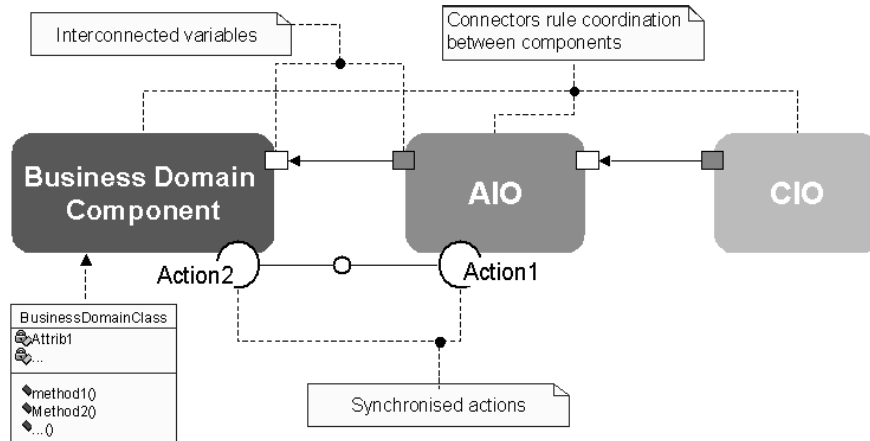 Interconnected variables
Connectors rule coordination
between components
Business Domain
Component
AIO
CIO
Action2
Action1
BusinessDomainClass
Attrib1
...
method1()
Method2()
...()
Synchronised actions